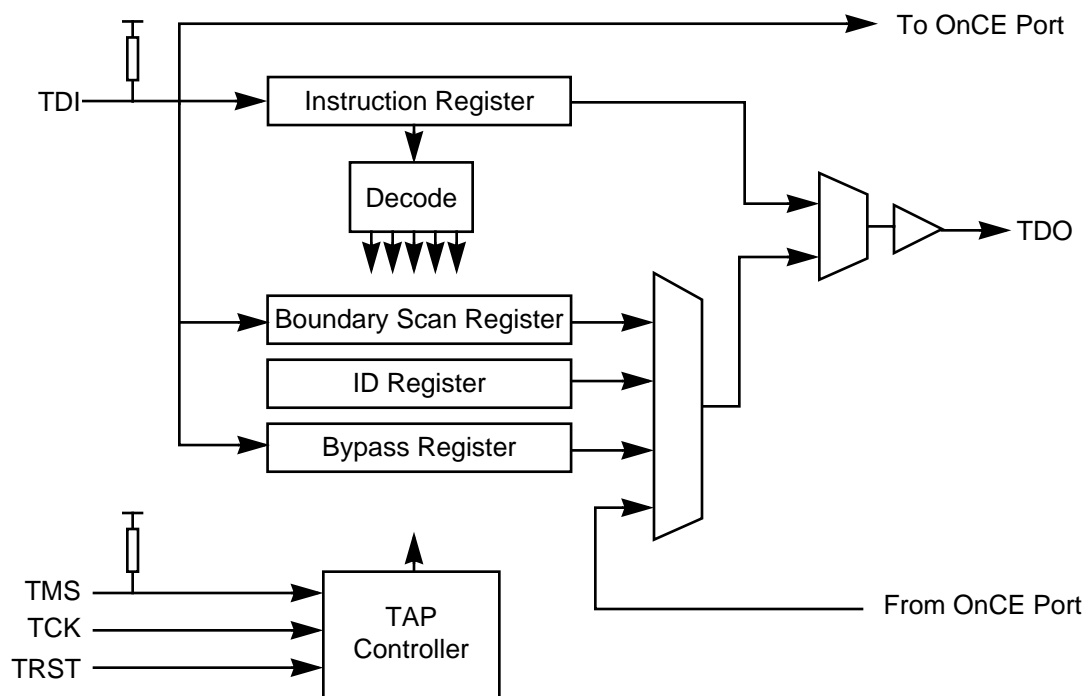 To OnCE Port
TDI
Instruction Register
Decode
TDO
Boundary Scan Register
ID Register
Bypass Register
TMS
TCK
TRST
TAP
Controller
From OnCE Port